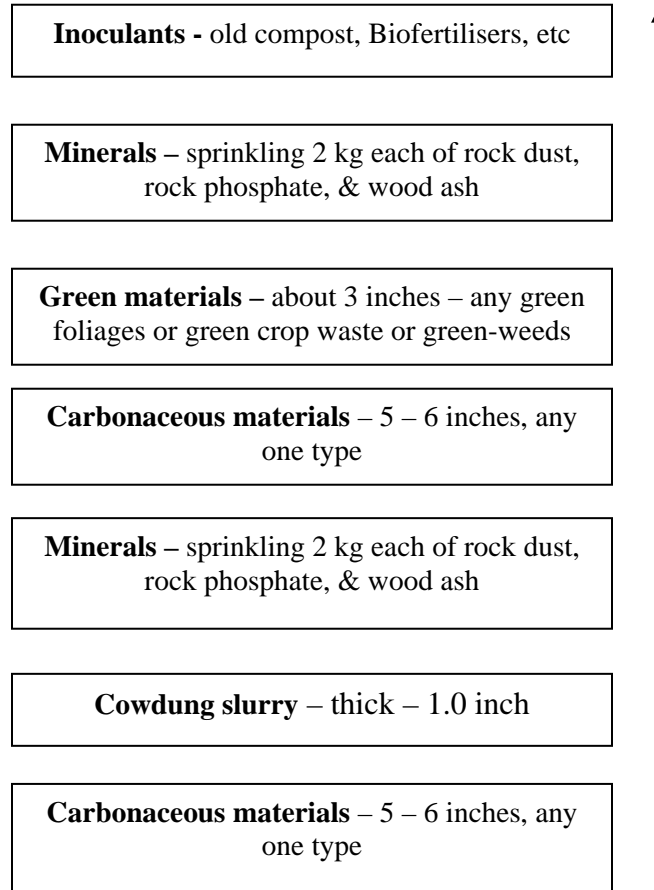 Inoculants - old compost, Biofertilisers, etc
Minerals – sprinkling 2 kg each of rock dust,
rock phosphate, & wood ash
Green materials – about 3 inches – any green
foliages or green crop waste or green-weeds
Carbonaceous materials – 5 – 6 inches, any
one type
Minerals – sprinkling 2 kg each of rock dust,
rock phosphate, & wood ash
Cowdung slurry – thick – 1.0 inch
Carbonaceous materials – 5 – 6 inches, any
one type